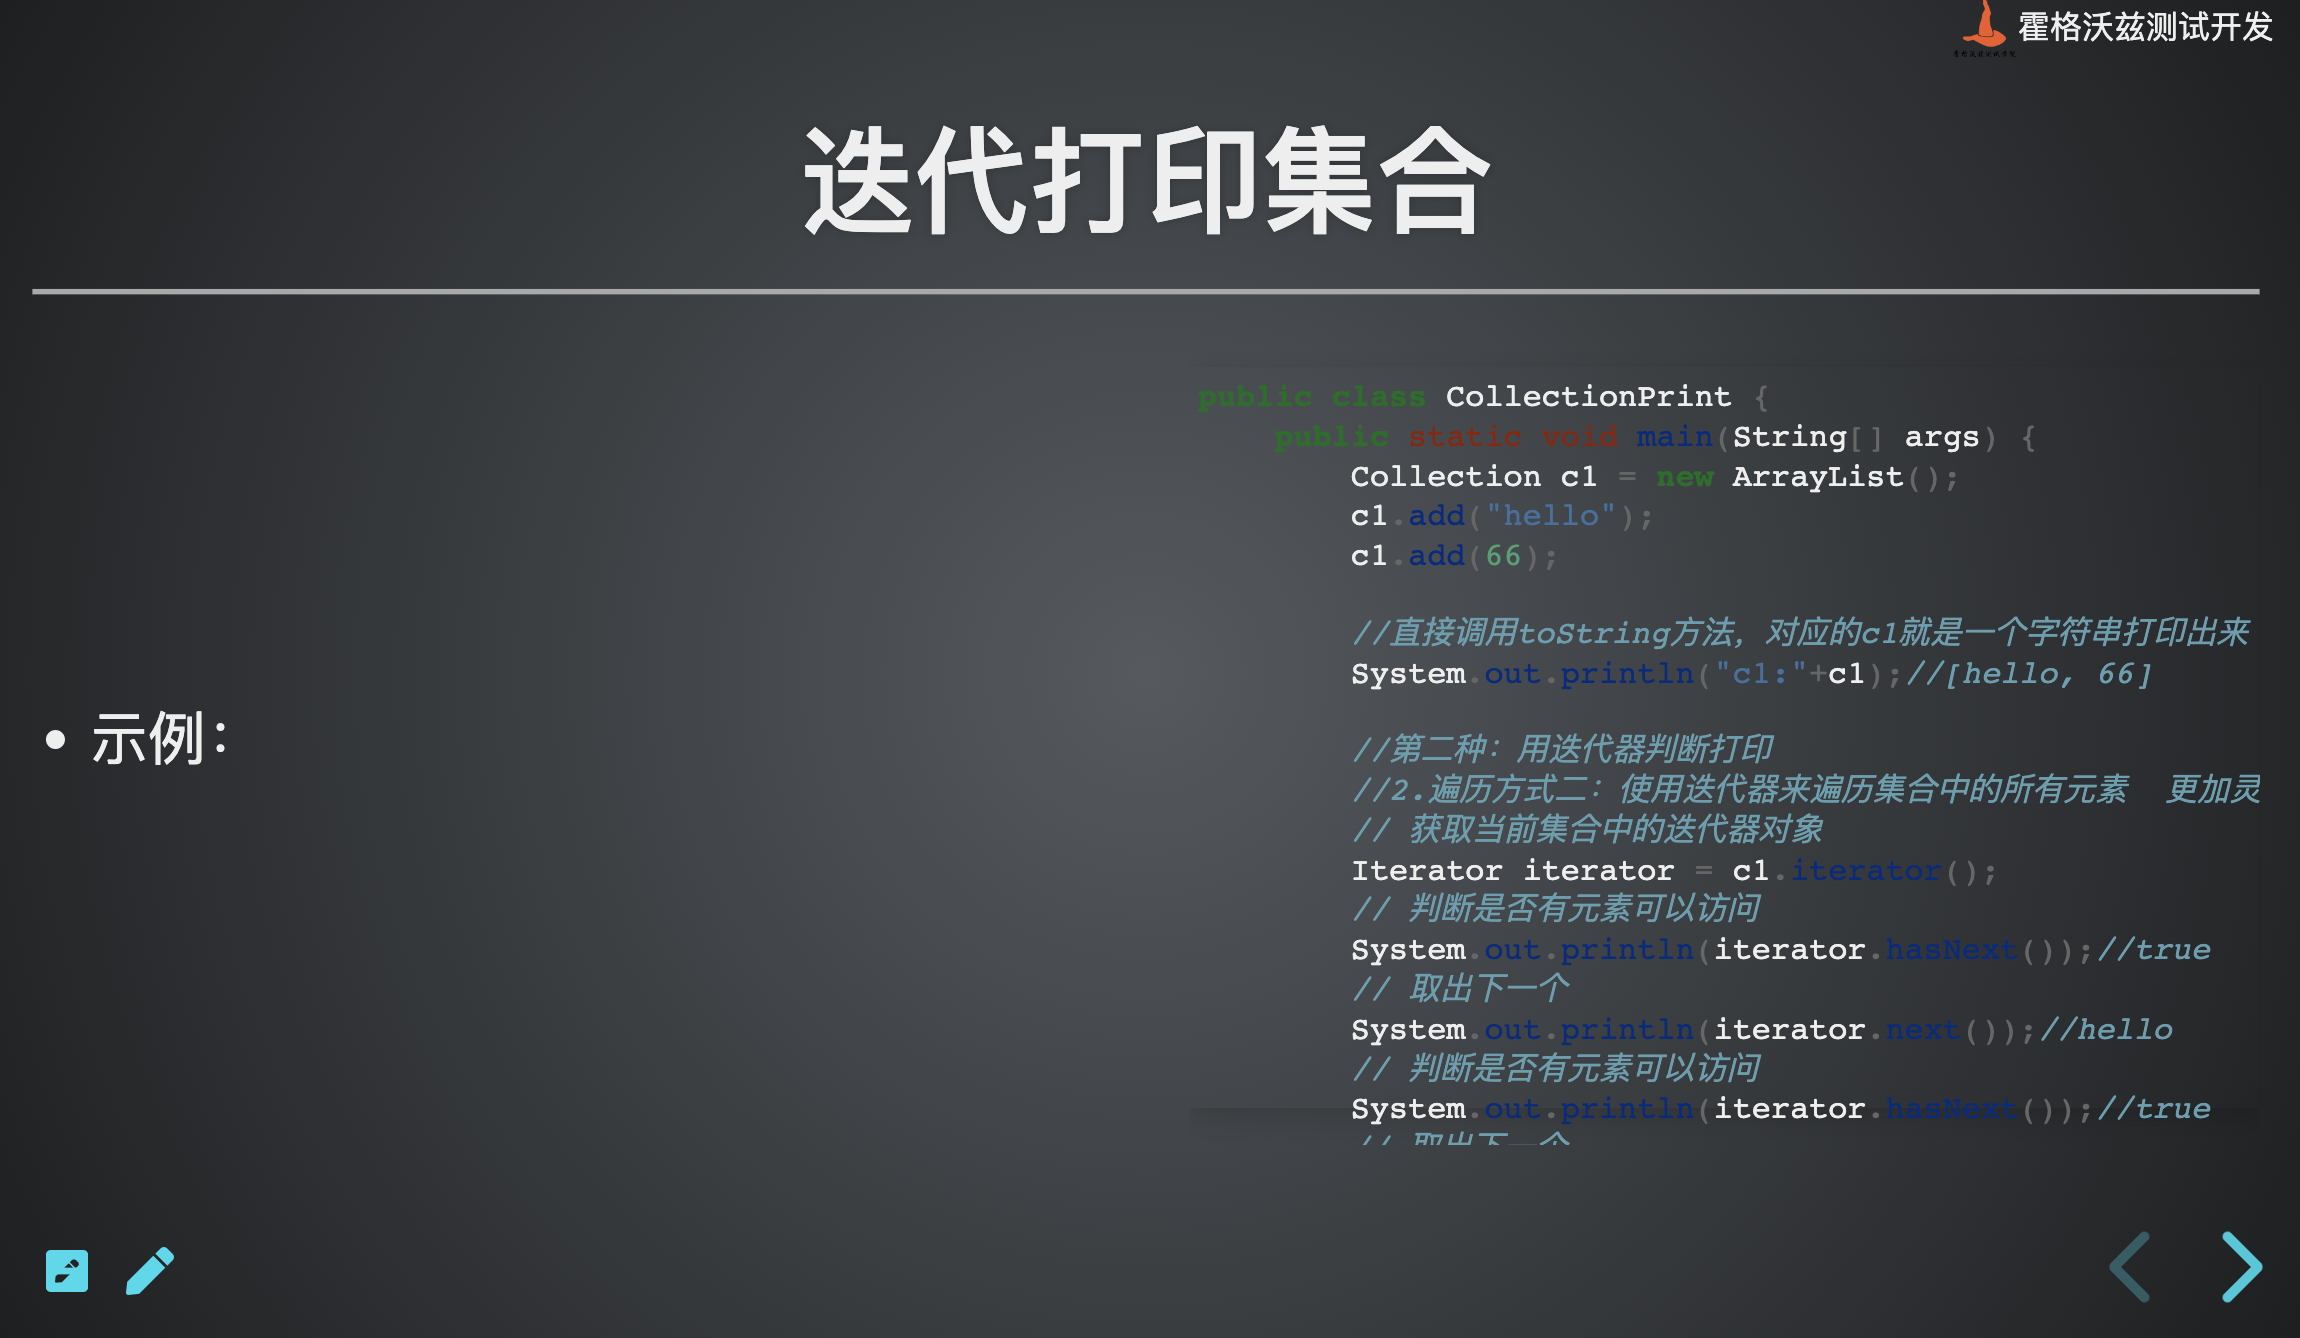 霍格沃兹测试开发
迭代打印集合
• 示例：
public class CollectionPrint {
    public static void main(String[] args) {
        Collection c1 = new ArrayList();
        c1.add("hello");
        c1.add(66);

        //直接调用toString方法，对应的c1就是一个字符串打印出来
        System.out.println("c1:"+c1);//[hello, 66]

        //第二种：用迭代器判断打印
        //2.遍历方式二：使用迭代器来遍历集合中的所有元素  更加灵
        // 获取当前集合中的迭代器对象
        Iterator iterator = c1.iterator();
        // 判断是否有元素可以访问
        System.out.println(iterator.hasNext());//true
        // 取出下一个
        System.out.println(iterator.next());//hello
        // 判断是否有元素可以访问
        System.out.println(iterator.hasNext());//true
        // 取出下一个